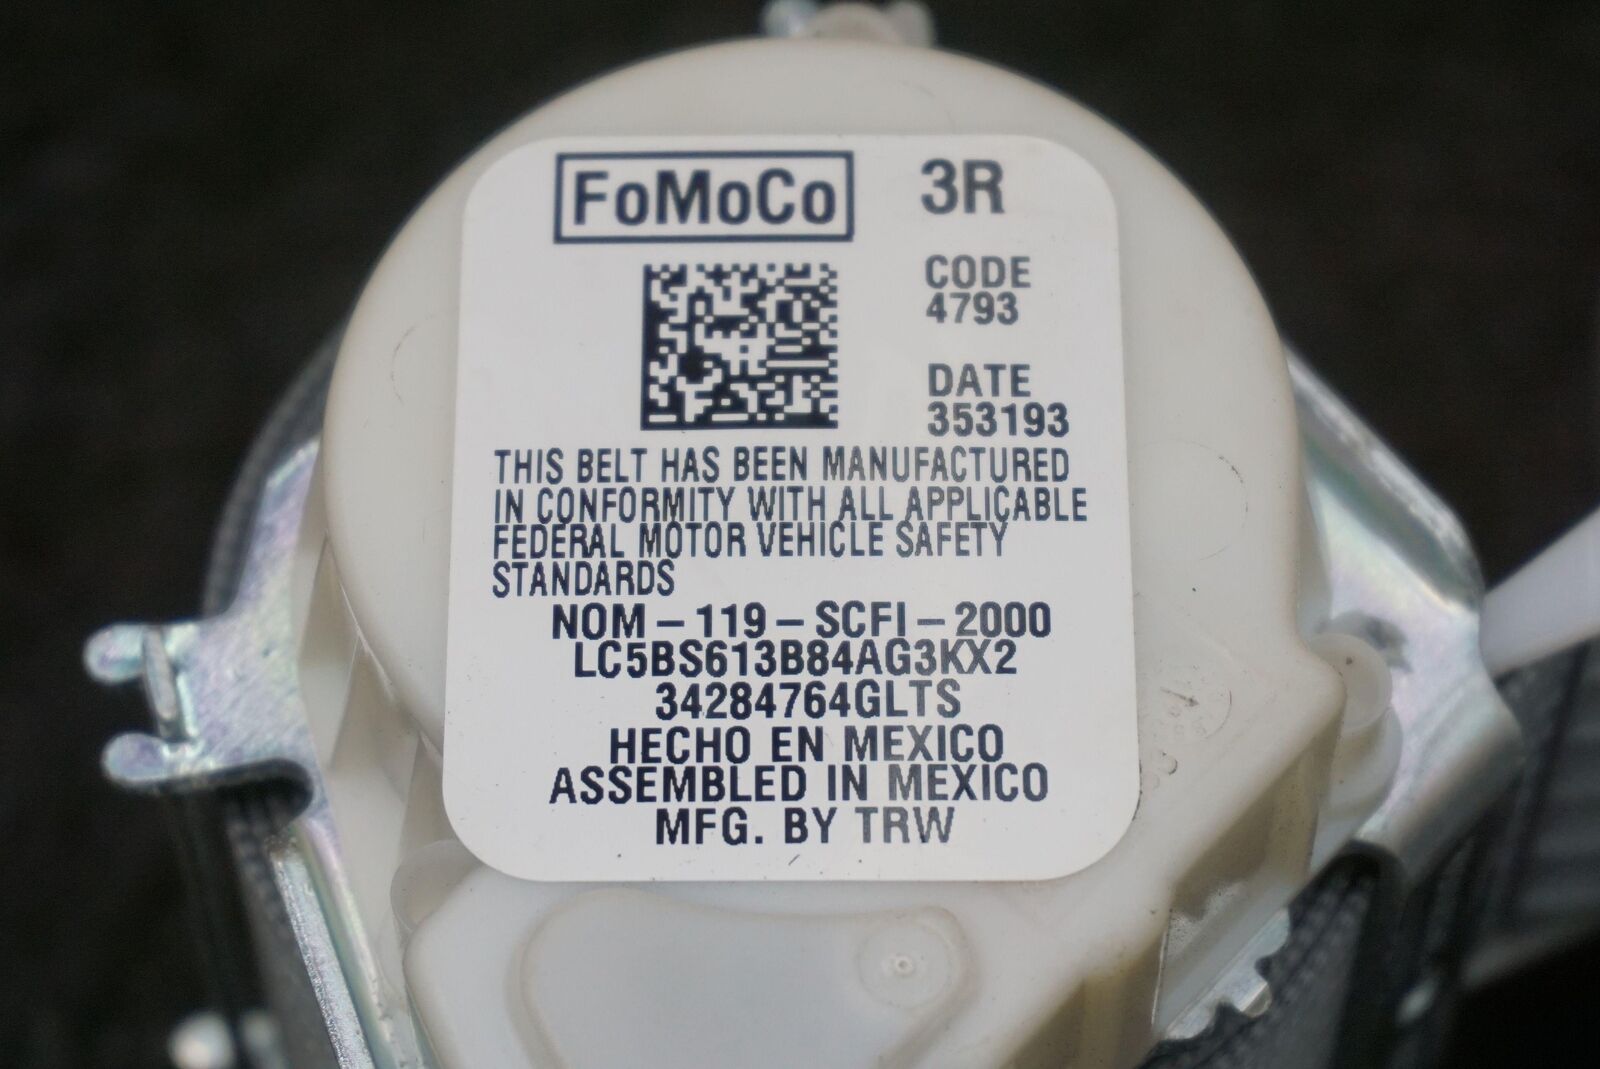 FoMoCo 3R
CODE
4793
DATE
353193
THIS BELT HAS BEEN MANUFACTURED
IN CONFORMITY WITH ALL APPLICABLE
FEDERAL MOTOR VEHICLE SAFETY
STANDARDS
NOM-119-SCFI-2000
LC5BS613B84AG3KX2
34284764GLTS
HECHO EN MEXICO
ASSEMBLED IN MEXICO
MFG. BY TRW